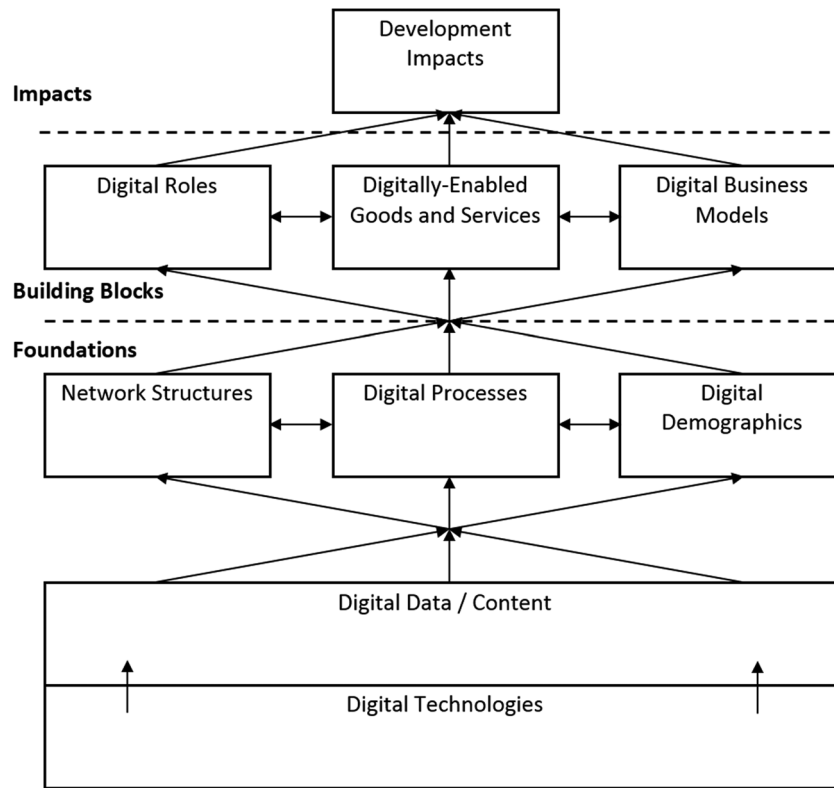 Development
Impacts
Impacts
Digital Roles
Digitally-Enabled
Goods and Services
Digital Business
Models
Building Blocks
Foundations
Network Structures
Digital Processes
Digital
Demographics
Digital Data / Content
Digital Technologies